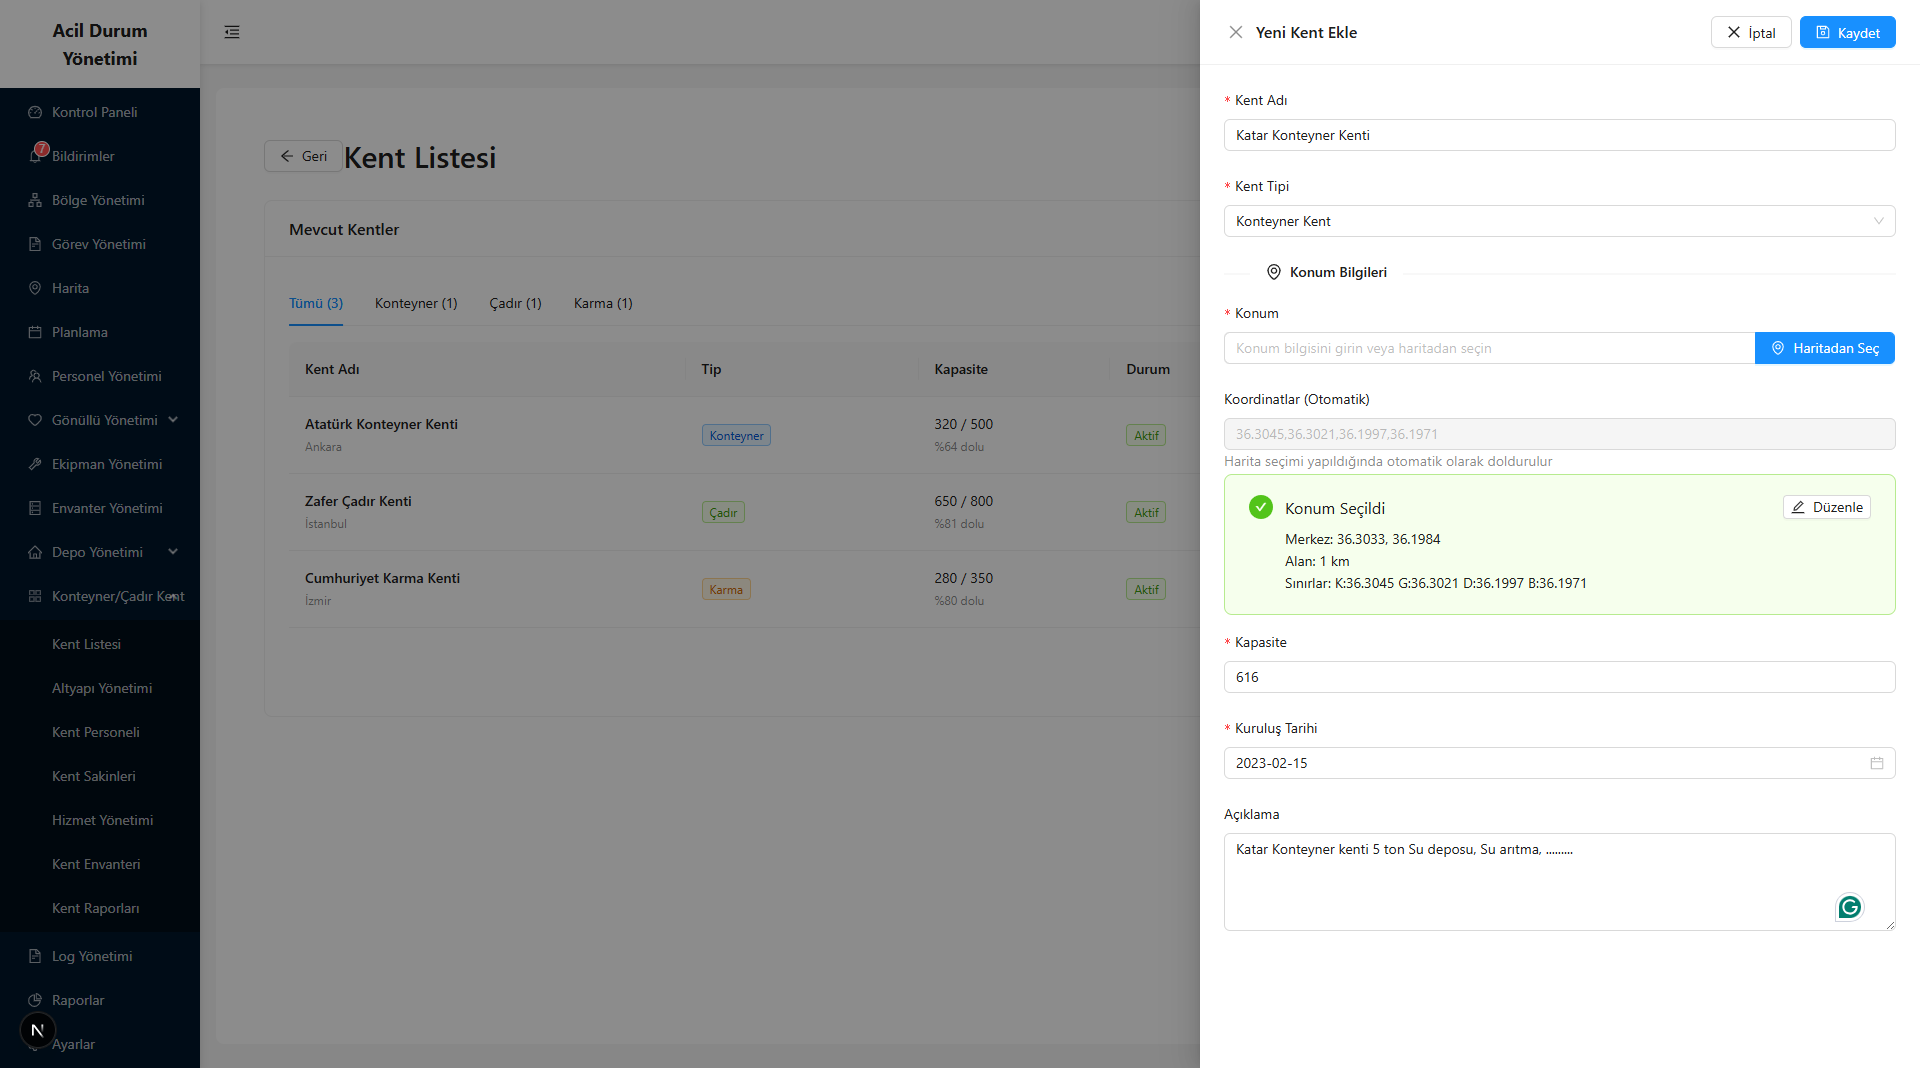 Acil Durum
Yönetimi
Kontrol Paneli
7
Bildirimler
Bölge Yönetimi
Görev Yönetimi
Harita
Planlama
Personel Yönetimi
Gönüllü Yönetimi
Ekipman Yönetimi
Envanter Yönetimi
Depo Yönetimi
Konteyner/Çadır Kent
Kent Listesi
Altyapı Yönetimi
Kent Personeli
Kent Sakinleri
Hizmet Yönetimi
Kent Envanteri
Kent Raporları
Log Yönetimi
Raporlar
N
Ayarlar
Geri
Kent Listesi
Mevcut Kentler
Tümü (3) Konteyner (1) Çadır (1) Karma (1)
Kent Adı Tip Kapasite Durum
Atatürk Konteyner Kenti Konteyner 320 / 500 Aktif
Ankara %64 dolu
Zafer Çadır Kenti Çadır 650 / 800 Aktif
İstanbul %81 dolu
Cumhuriyet Karma Kenti Karma 280 / 350 Aktif
İzmir %80 dolu
Yeni Kent Ekle
İptal
Kaydet
* Kent Adı
Katar Konteyner Kenti
* Kent Tipi
Konteyner Kent
Konum Bilgileri
* Konum
Konum bilgisini girin veya haritadan seçin
Haritadan Seç
Koordinatlar (Otomatik)
36.3045,36.3021,36.1997,36.1971
Harita seçimi yapıldığında otomatik olarak doldurulur
Konum Seçildi
Düzenle
Merkez: 36.3033, 36.1984
Alan: 1 km
Sınırlar: K:36.3045 G:36.3021 D:36.1997 B:36.1971
* Kapasite
616
* Kuruluş Tarihi
2023-02-15
Açıklama
Katar Konteyner kenti 5 ton Su deposu, Su arıtma, .........
G